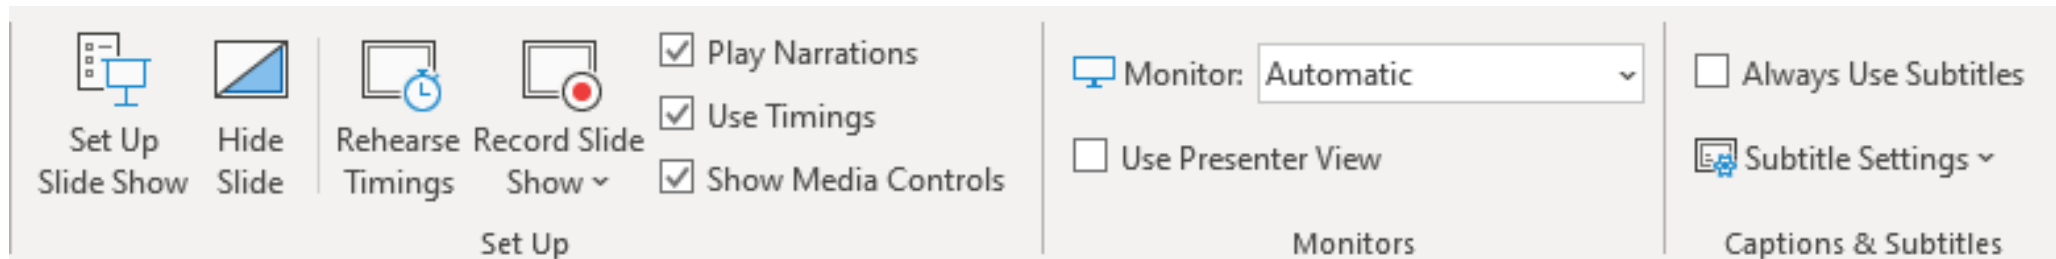 Set Up
Slide Show
Hide
Slide
Rehearse
Timings
Record Slide
Show
Play Narrations
Use Timings
Show Media Controls
Set Up
Monitor: Automatic
Use Presenter View
Monitors
Always Use Subtitles
Subtitle Settings
Captions & Subtitles